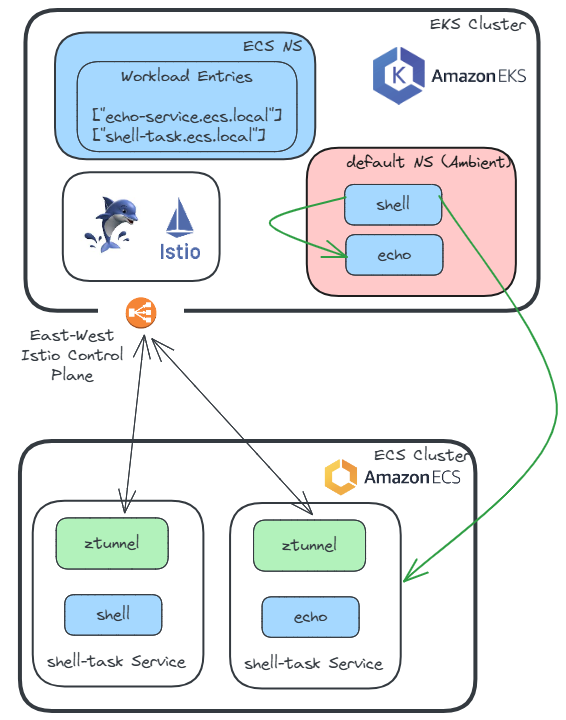 EKS Cluster
ECS NS
Workload Entries
["echo-service.ecs.local"]
["shell-task.ecs.local"]
K
Amazon EKS
default NS (Ambient)
shell
echo
Istio
East-West
Istio Control
Plane
ECS Cluster
Amazon ECS
ztunnel
shell
shell-task Service
ztunnel
echo
shell-task Service